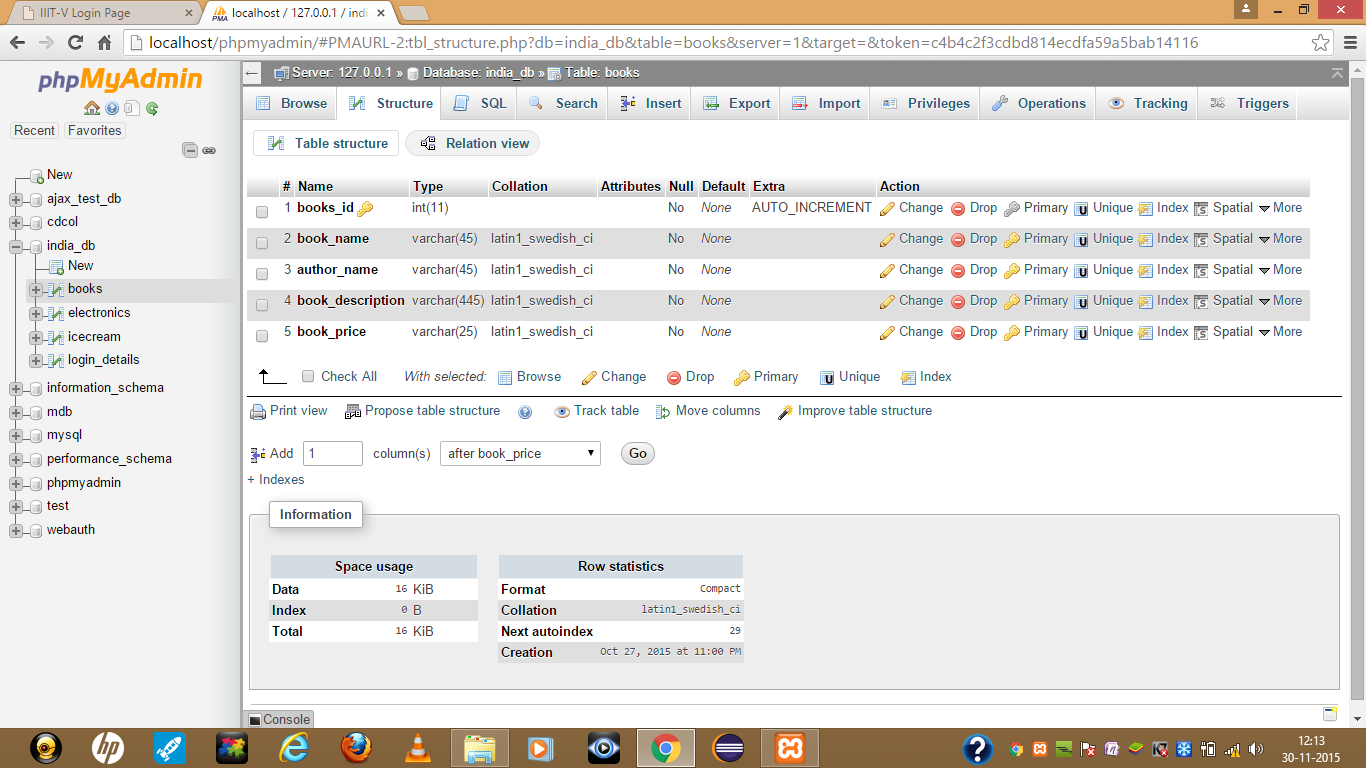 IIIT-V Login Page
localhost / 127.0.0.1 / indi
localhost/phpmyadmin/#PMAURL-2:tbl_structure.php?db=india_db&table=books&server=1&target=&token=c4b4c2f3cdbd814ecdfa59a5bab14116
phpMyAdmin
Recent Favorites
New
ajax_test_db
cdcol
india_db
New
books
electronics
icecream
login_details
information_schema
mdb
mysql
performance_schema
phpmyadmin
test
webauth
Server: 127.0.0.1 » Database: india_db » Table: books
Browse Structure SQL Search Insert Export Import Privileges Operations Tracking Triggers
Table structure Relation view
# Name Type Collation Attributes Null Default Extra Action
1 books_id int(11) No None AUTO_INCREMENT Change Drop Primary Unique Index Spatial More
2 book_name varchar(45) latin1_swedish_ci No None Change Drop Primary Unique Index Spatial More
3 author_name varchar(45) latin1_swedish_ci No None Change Drop Primary Unique Index Spatial More
4 book_description varchar(445) latin1_swedish_ci No None Change Drop Primary Unique Index Spatial More
5 book_price varchar(25) latin1_swedish_ci No None Change Drop Primary Unique Index Spatial More
Check All With selected: Browse Change Drop Primary Unique Index
Print view Propose table structure Track table Move columns Improve table structure
Add 1 column(s) after book_price Go
+ Indexes
Information
Space usage
Data 16 KiB
Index 0 B
Total 16 KiB
Row statistics
Format Compact
Collation latin1_swedish_ci
Next autoindex 29
Creation Oct 27, 2015 at 11:00 PM
Console
12:13
30-11-2015